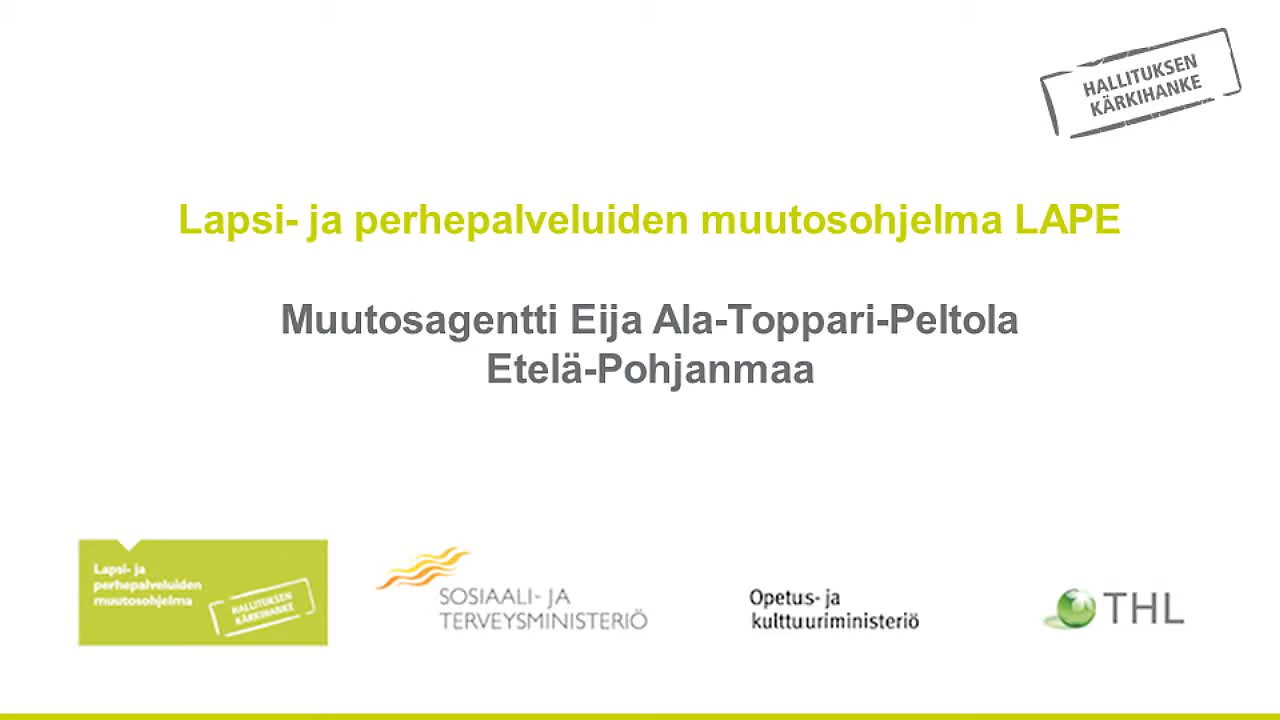 HALLITUKSEN
KÄRKIHANKE
Lapsi- ja perhepalveluiden muutosohjelma LAPE
Muutosagentti Eija Ala-Toppari-Peltola
Etelä-Pohjanmaa
Lapsi- ja
perhepalveluiden
muutosohjelma
HALLITUKSEN
KÄRKIHANKE
SOSIAALI- JA
TERVEYSMINISTERIÖ
Opetus- ja
kulttuuriministeriö
THL